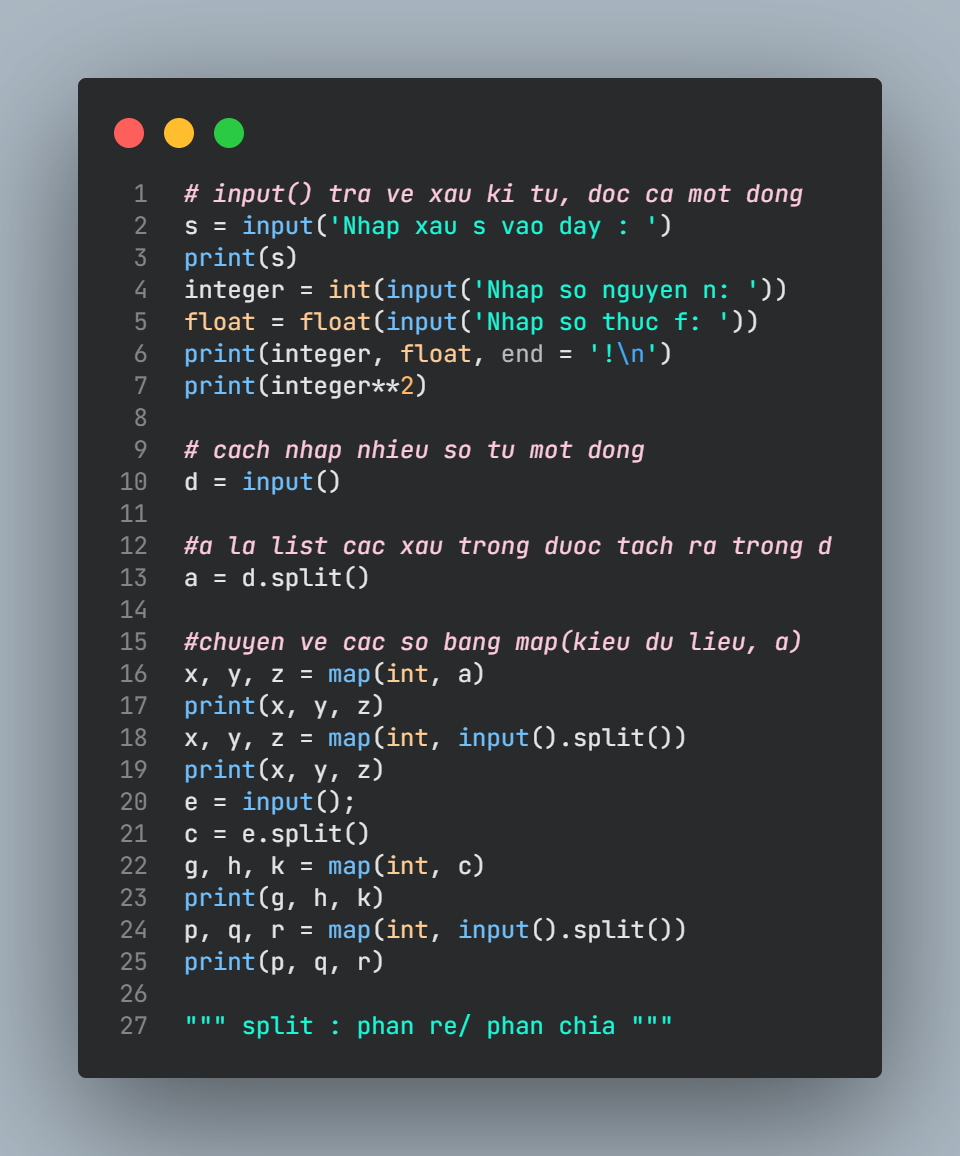 1 # input() tra ve xau ki tu, doc ca mot dong
2 s = input('Nhap xau s vao day : ')
3 print(s)
4 integer = int(input('Nhap so nguyen n: '))
5 float = float(input('Nhap so thuc f: '))
6 print(integer, float, end = '!\n')
7 print(integer**2)
8
9 # cach nhap nhieu so tu mot dong
10 d = input()
11
12 #a la list cac xau trong duoc tach ra trong d
13 a = d.split()
14
15 #chuyen ve cac so bang map(kieu du lieu, a)
16 x, y, z = map(int, a)
17 print(x, y, z)
18 x, y, z = map(int, input().split())
19 print(x, y, z)
20 e = input();
21 c = e.split()
22 g, h, k = map(int, c)
23 print(g, h, k)
24 p, q, r = map(int, input().split())
25 print(p, q, r)
26
27 """ split : phan re/ phan chia """